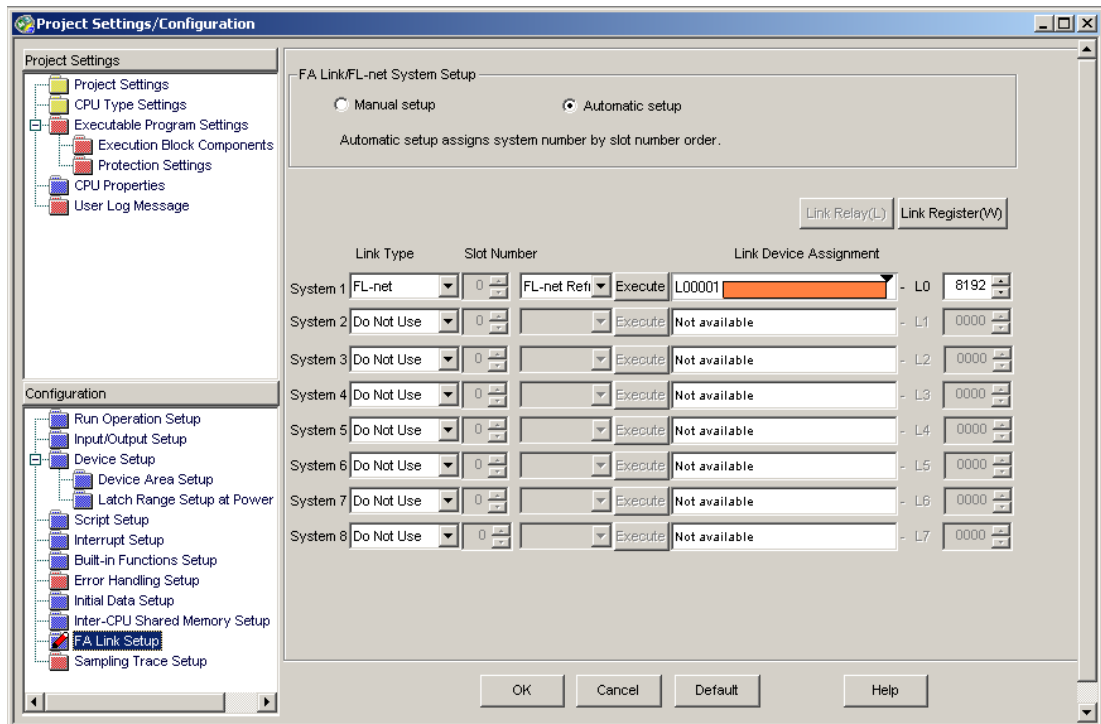 Project Settings/Configuration
Project Settings
Project Settings
CPU Type Settings
Executable Program Settings
Execution Block Components
Protection Settings
CPU Properties
User Log Message
Configuration
Run Operation Setup
Input/Output Setup
Device Setup
Device Area Setup
Latch Range Setup at Power
Script Setup
Interrupt Setup
Built-in Functions Setup
Error Handling Setup
Initial Data Setup
Inter-CPU Shared Memory Setup
FA Link Setup
Sampling Trace Setup
FA Link/FL-net System Setup
Manual setup Automatic setup
Automatic setup assigns system number by slot number order.
Link Relay(L) Link Register(W)
Link Type Slot Number Link Device Assignment
System 1 FL-net 0 FL-net Refi Execute L00001 - L0 8192
System 2 Do Not Use 0 Execute Not available - L1 0000
System 3 Do Not Use 0 Execute Not available - L2 0000
System 4 Do Not Use 0 Execute Not available - L3 0000
System 5 Do Not Use 0 Execute Not available - L4 0000
System 6 Do Not Use 0 Execute Not available - L5 0000
System 7 Do Not Use 0 Execute Not available - L6 0000
System 8 Do Not Use 0 Execute Not available - L7 0000
OK Cancel Default Help